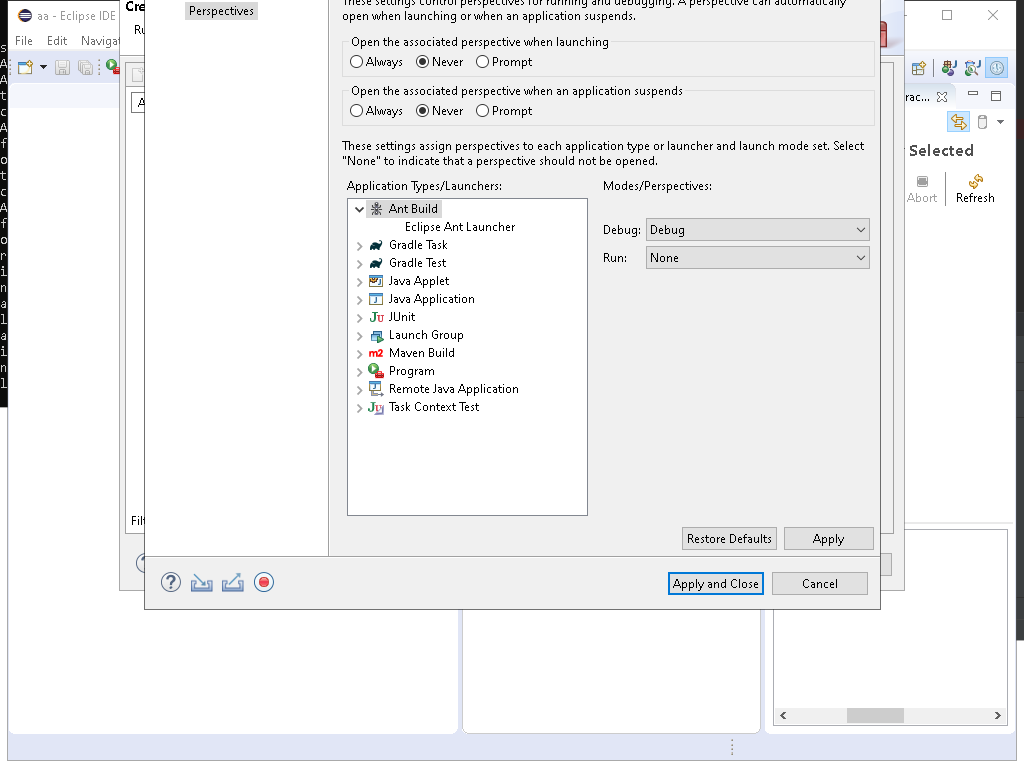 aa - Eclipse IDE
Cre
File Edit Navigat
Ru
Perspectives
These settings control perspectives for running and debugging. A perspective can automatically
open when launching or when an application suspends.
Open the associated perspective when launching
Always Never Prompt
Open the associated perspective when an application suspends
Always Never Prompt
These settings assign perspectives to each application type or launcher and launch mode set. Select
"None" to indicate that a perspective should not be opened.
Application Types/Launchers:
Modes/Perspectives:
Ant Build
Eclipse Ant Launcher
Gradle Task
Gradle Test
Java Applet
Java Application
JUnit
Launch Group
Maven Build
Program
Remote Java Application
Task Context Test
Debug: Debug
Run: None
Restore Defaults Apply
Apply and Close Cancel
rac...
Selected
Abort Refresh
Filt